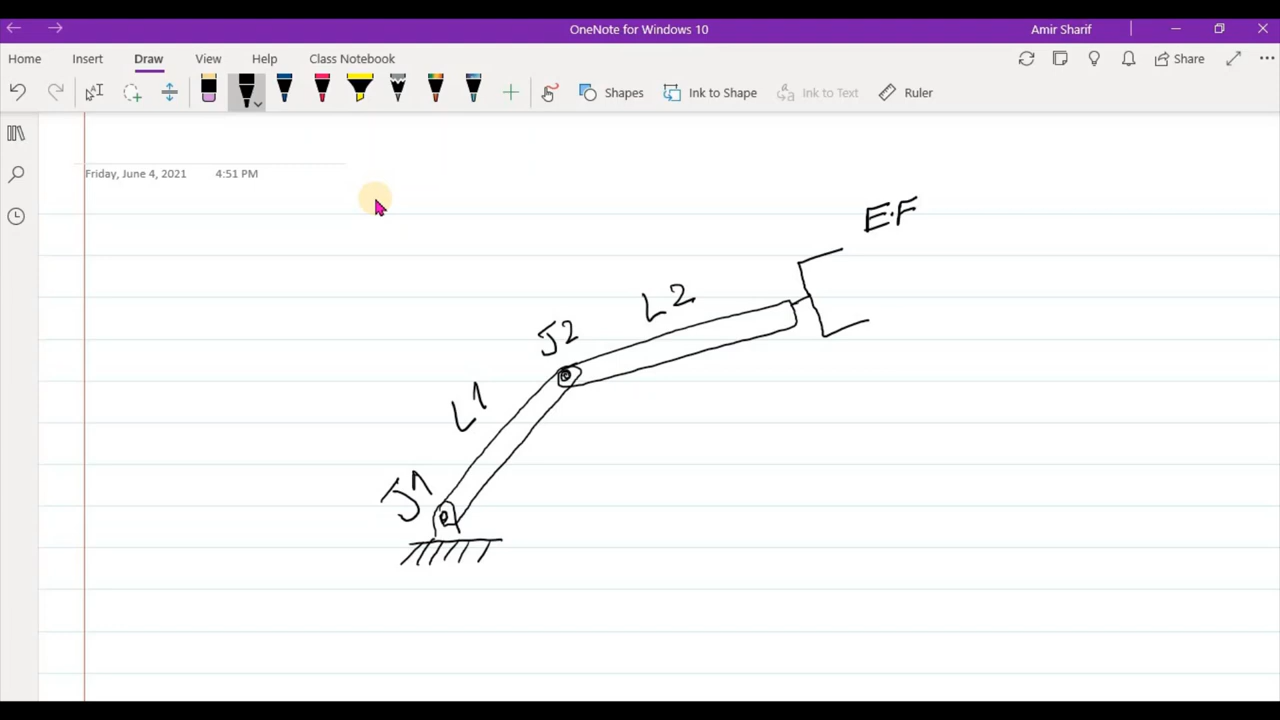 OneNote for Windows 10
Amir Sharif
Home Insert Draw View Help Class Notebook
Share
Shapes Ink to Shape Ink to Text Ruler
Friday, June 4, 2021 4:51 PM
E.F
L2
J2
L1
J1